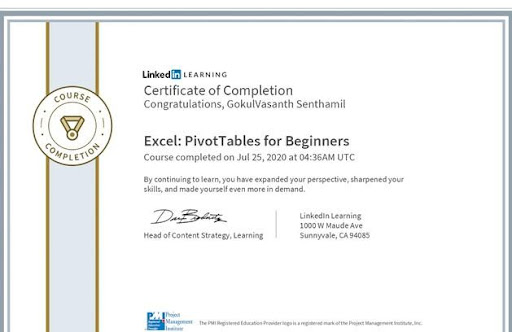 Linked in LEARNING
Certificate of Completion
Congratulations, GokulVasanth Senthamil
COURSE
COMPLETION
Excel: PivotTables for Beginners
Course completed on Jul 25, 2020 at 04:36AM UTC
By continuing to learn, you have expanded your perspective, sharpened your
skills, and made yourself even more in demand.
Head of Content Strategy, Learning
LinkedIn Learning
1000 W Maude Ave
Sunnyvale, CA 94085
Project
Management
Institute
The PMI Registered Education Provider logo is a registered mark of the Project Management Institute, Inc.